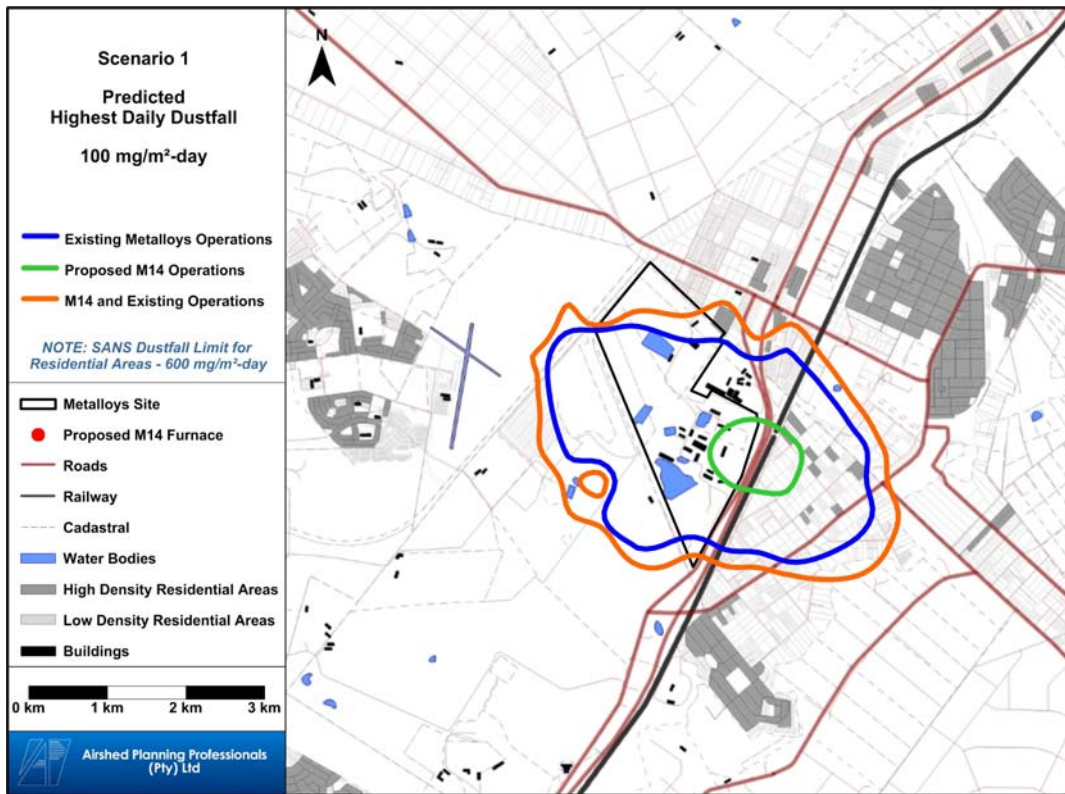 Scenario 1
Predicted
Highest Daily Dustfall
100 mg/m²-day
Existing Metalloys Operations
Proposed M14 Operations
M14 and Existing Operations
NOTE: SANS Dustfall Limit for
Residential Areas - 600 mg/m²-day
Metalloys Site
Proposed M14 Furnace
Roads
Railway
Cadastral
Water Bodies
High Density Residential Areas
Low Density Residential Areas
Buildings
0 km 1 km 2 km 3 km
Airshed Planning Professionals
(Pty) Ltd
N